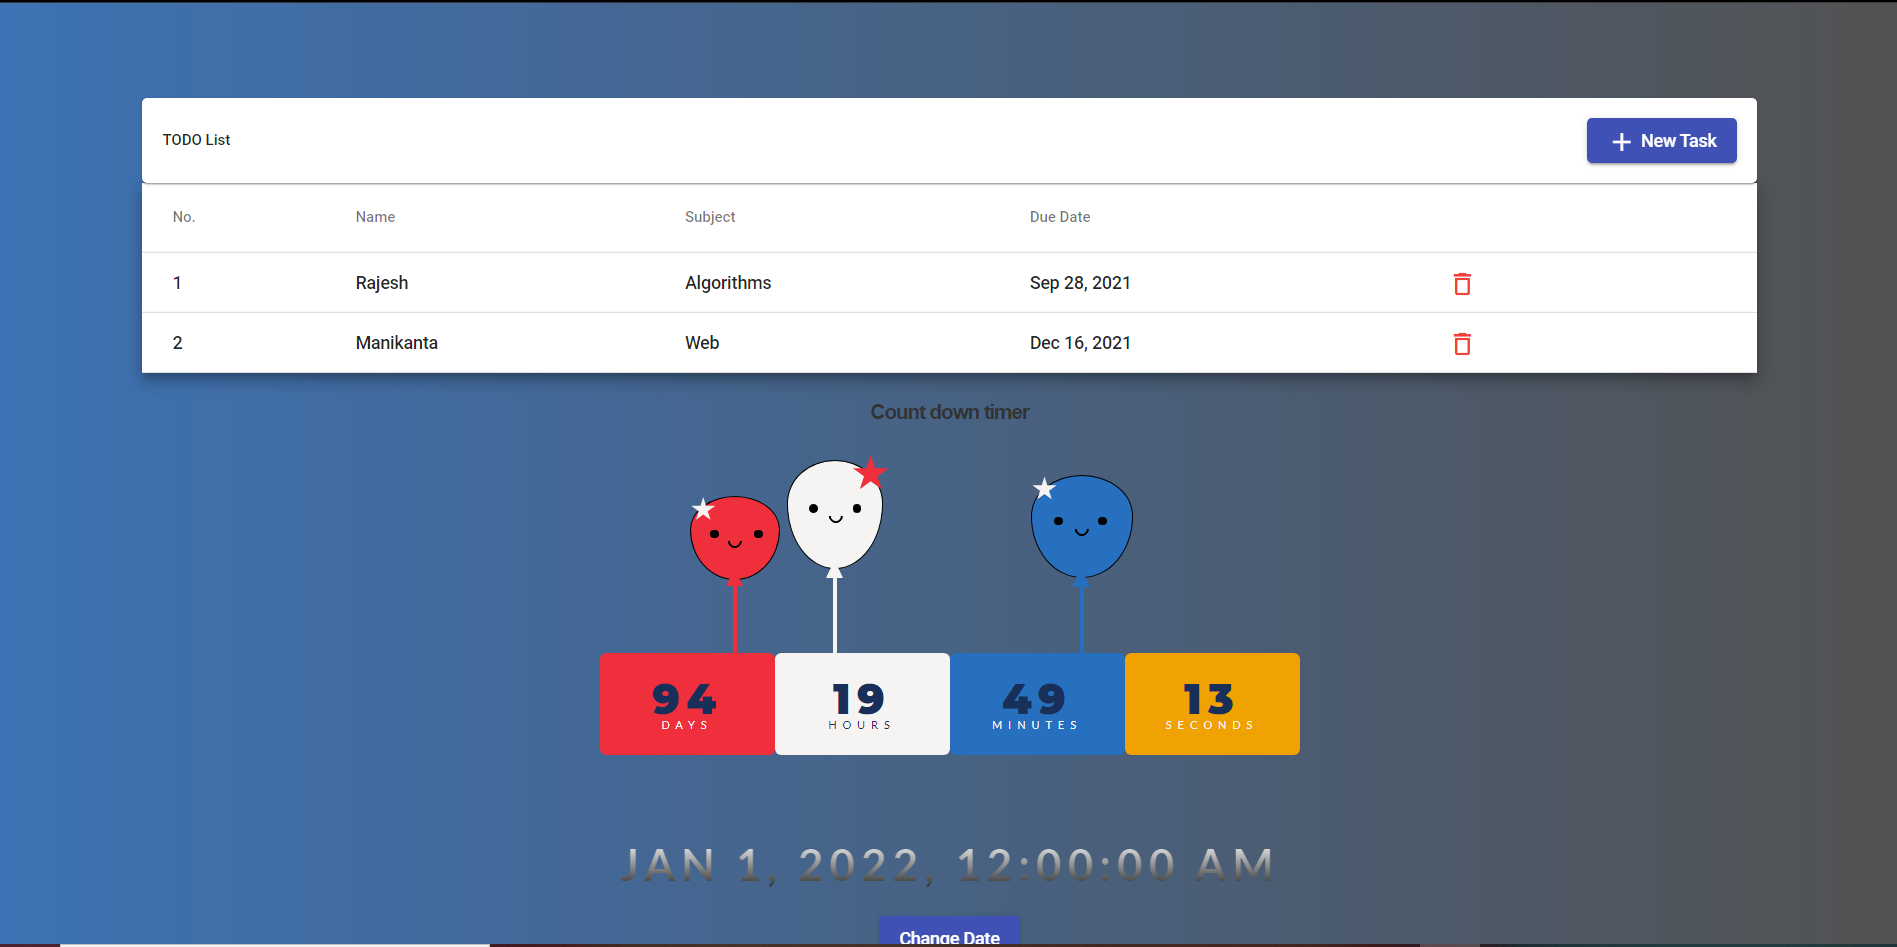 TODO List
New Task
No. Name Subject Due Date
1 Rajesh Algorithms Sep 28, 2021
2 Manikanta Web Dec 16, 2021
Count down timer
94 19 49 13
DAYS HOURS MINUTES SECONDS
JAN 1, 2022, 12:00:00 AM
Change Date